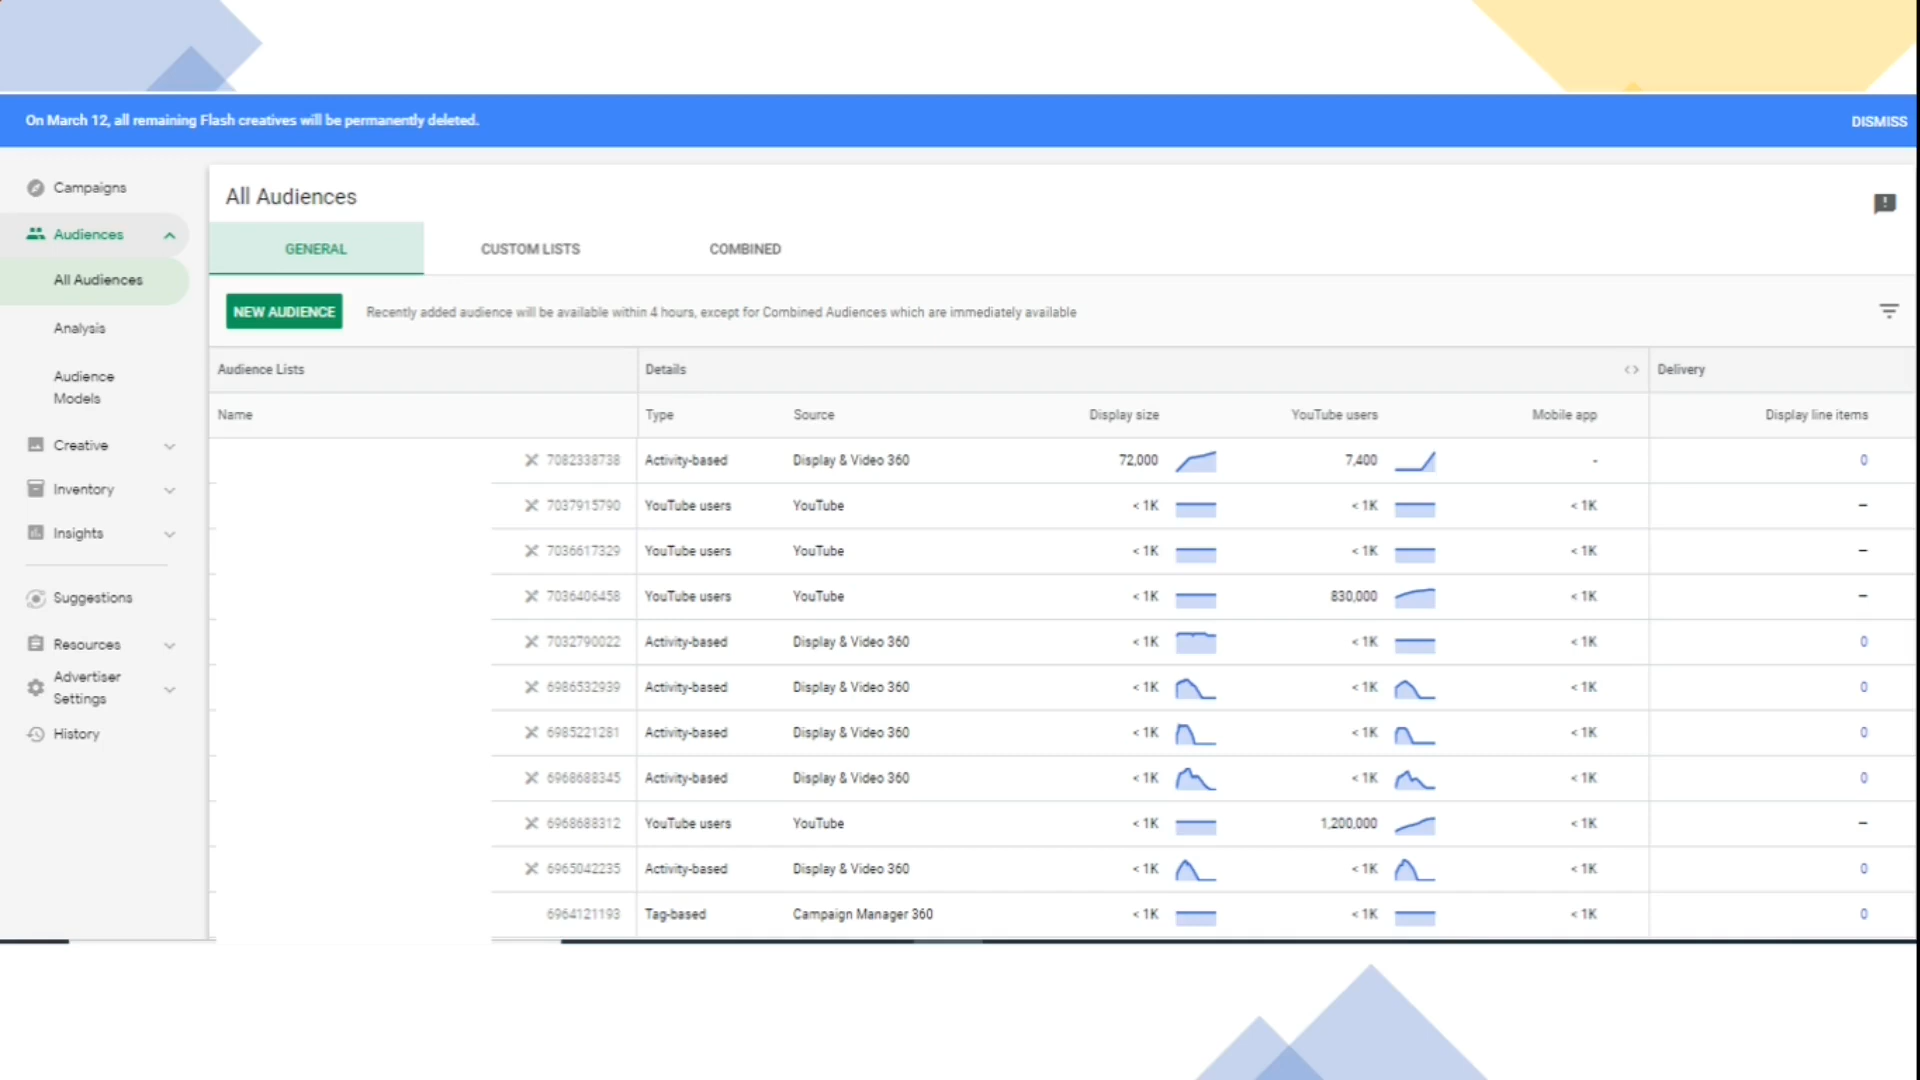 On March 12, all remaining Flash creatives will be permanently deleted. DISMISS
Campaigns
Audiences
All Audiences
Analysis
Audience
Models
Creative
Inventory
Insights
Suggestions
Resources
Advertiser
Settings
History
All Audiences
GENERAL CUSTOM LISTS COMBINED
NEW AUDIENCE Recently added audience will be available within 4 hours, except for Combined Audiences which are immediately available
Audience Lists Details <> Delivery
Name Type Source Display size YouTube users Mobile app Display line items
7082338738 Activity-based Display & Video 360 72,000 7,400 - 0
7037915790 YouTube users YouTube < 1K < 1K < 1K –
7036617329 YouTube users YouTube < 1K < 1K < 1K –
7036406458 YouTube users YouTube < 1K 830,000 < 1K –
7032790022 Activity-based Display & Video 360 < 1K < 1K < 1K 0
6986532939 Activity-based Display & Video 360 < 1K < 1K < 1K 0
6985221281 Activity-based Display & Video 360 < 1K < 1K < 1K 0
6968688345 Activity-based Display & Video 360 < 1K < 1K < 1K 0
6968688312 YouTube users YouTube < 1K 1,200,000 < 1K –
6965042235 Activity-based Display & Video 360 < 1K < 1K < 1K 0
6964121193 Tag-based Campaign Manager 360 < 1K < 1K < 1K 0